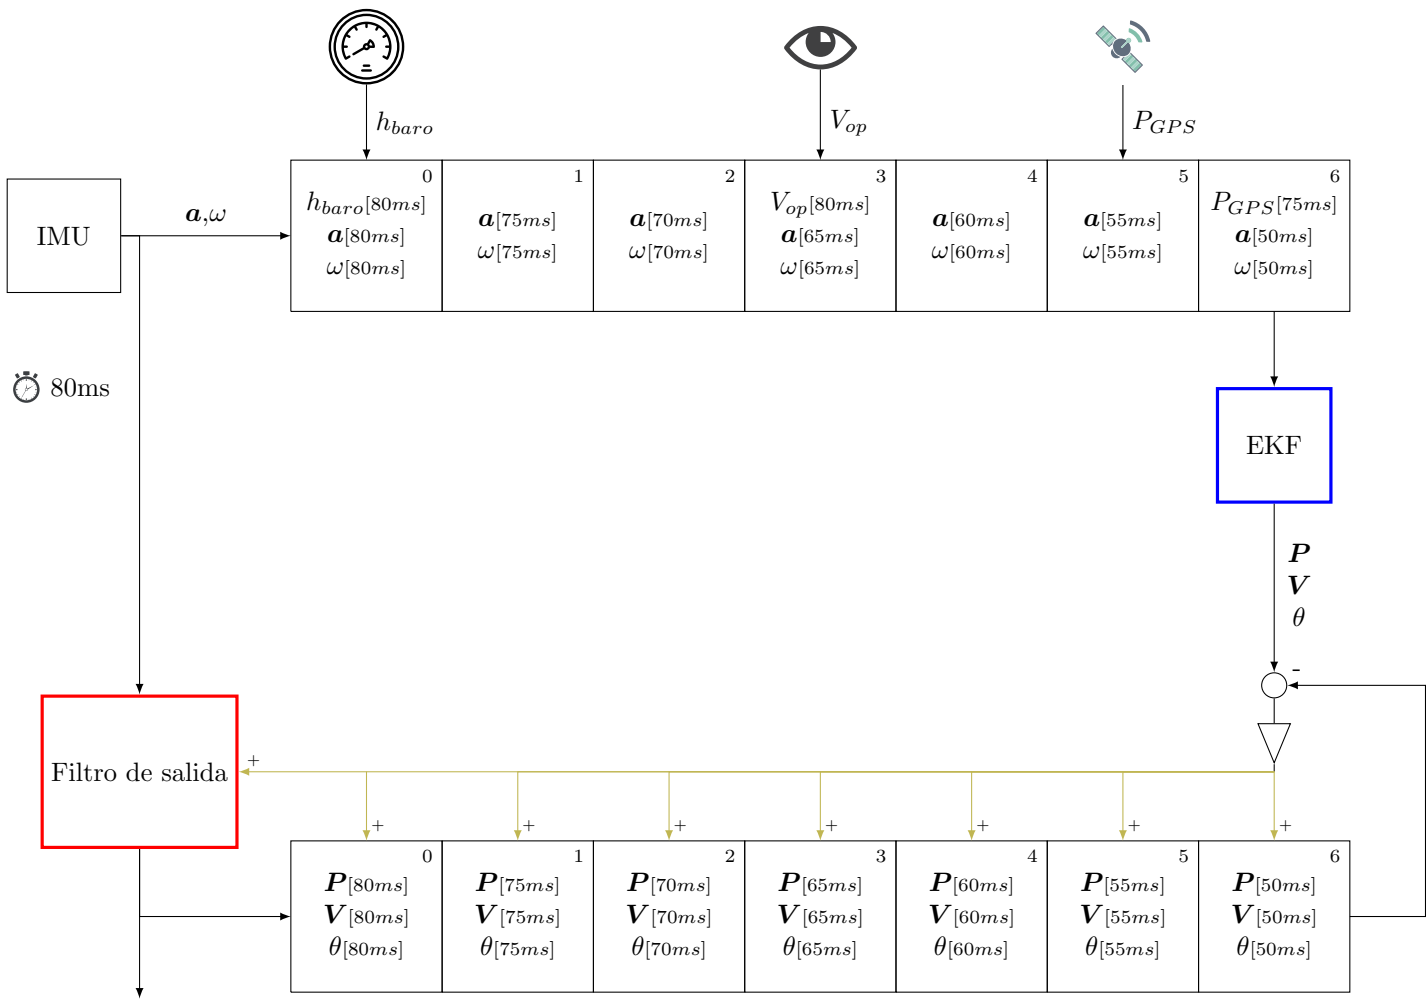 h_baro
V_op
P_GPS
IMU
a,ω
0
h_baro[80ms]
a[80ms]
ω[80ms]
1
a[75ms]
ω[75ms]
2
a[70ms]
ω[70ms]
3
V_op[80ms]
a[65ms]
ω[65ms]
4
a[60ms]
ω[60ms]
5
a[55ms]
ω[55ms]
6
P_GPS[75ms]
a[50ms]
ω[50ms]
80ms
EKF
P
V
θ
-
Filtro de salida
+
+
+
+
+
+
+
+
0
P[80ms]
V[80ms]
θ[80ms]
1
P[75ms]
V[75ms]
θ[75ms]
2
P[70ms]
V[70ms]
θ[70ms]
3
P[65ms]
V[65ms]
θ[65ms]
4
P[60ms]
V[60ms]
θ[60ms]
5
P[55ms]
V[55ms]
θ[55ms]
6
P[50ms]
V[50ms]
θ[50ms]